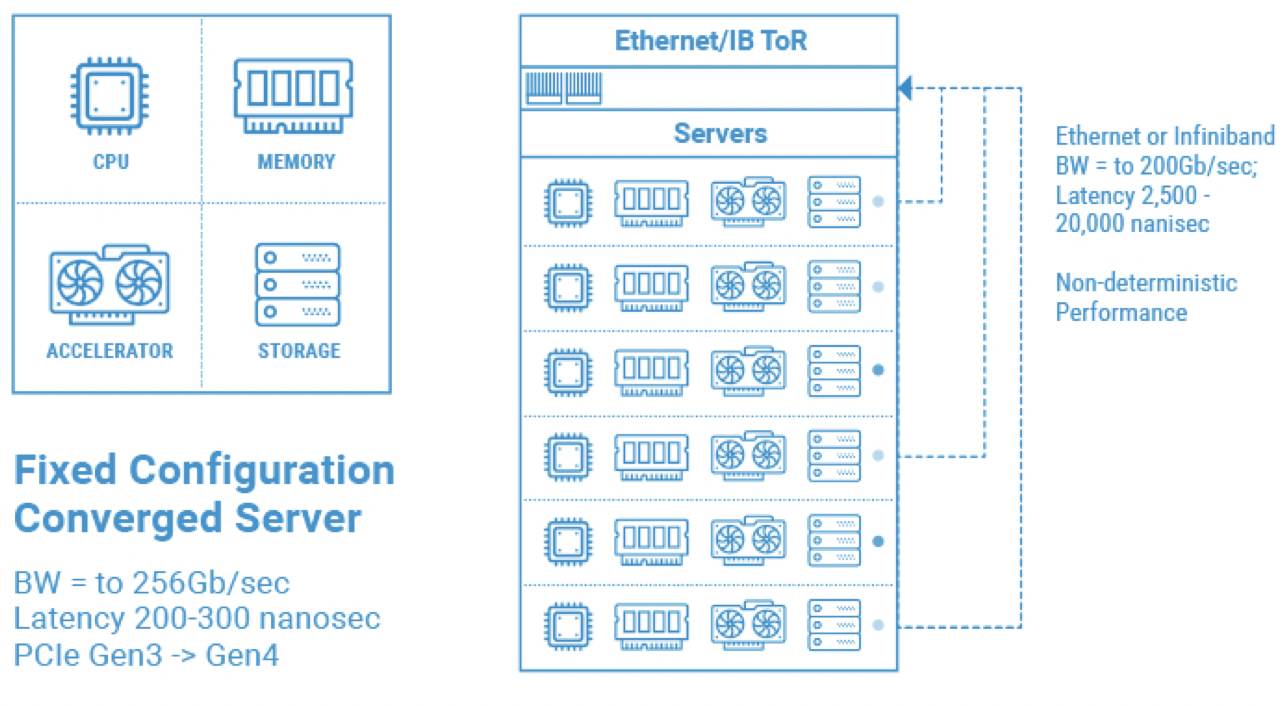 CPU
MEMORY
ACCELERATOR
STORAGE
Fixed Configuration
Converged Server
BW = to 256Gb/sec
Latency 200-300 nanosec
PCIe Gen3 -> Gen4
Ethernet/IB ToR
Servers
Ethernet or Infiniband
BW = to 200Gb/sec;
Latency 2,500 -
20,000 nanisec
Non-deterministic
Performance